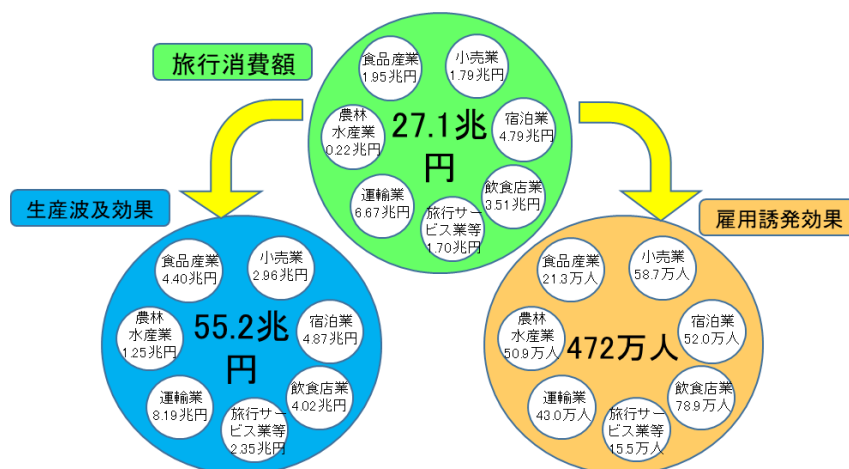 旅行消費額
食品産業
1.95兆円
小売業
1.79兆円
農林
水産業
0.22兆円
27.1兆
円
宿泊業
4.79兆円
運輸業
6.67兆円
旅行サー
ビス業等
1.70兆円
飲食店業
3.51兆円
生産波及効果
食品産業
4.40兆円
小売業
2.96兆円
農林
水産業
1.25兆円
55.2兆
円
宿泊業
4.87兆円
運輸業
8.19兆円
旅行サー
ビス業等
2.35兆円
飲食店業
4.02兆円
雇用誘発効果
食品産業
21.3万人
小売業
58.7万人
農林
水産業
50.9万人
472万人
宿泊業
52.0万人
運輸業
43.0万人
旅行サー
ビス業等
15.5万人
飲食店業
78.9万人